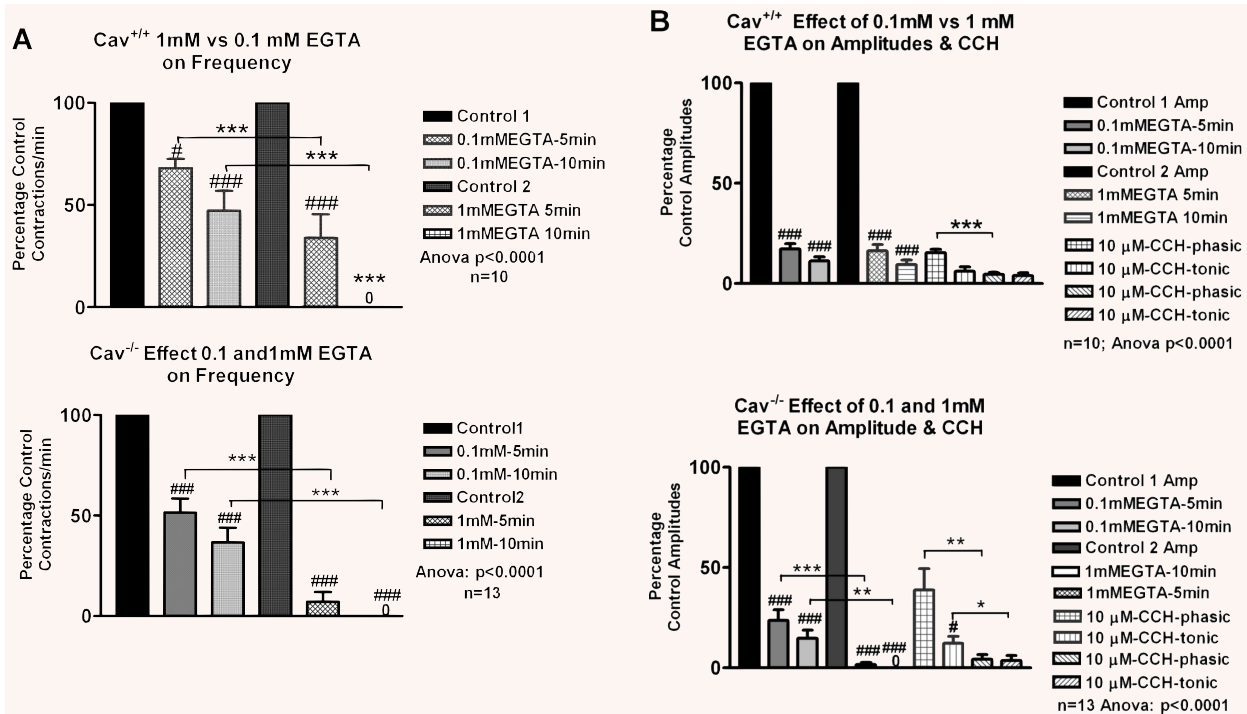 A
Cav+/+ 1mM vs 0.1 mM EGTA
on Frequency
Percentage Control
Contractions/min
100
50
0
***
***
#
###
###
***
0
Control 1
0.1mMEGTA-5min
0.1mMEGTA-10min
Control 2
1mMEGTA 5min
1mMEGTA 10min
Anova p<0.0001
n=10
Cav-/- Effect 0.1 and1mM EGTA
on Frequency
Percentage Control
Contractions/min
100
50
0
***
***
###
###
###
###
0
Control1
0.1mM-5min
0.1mM-10min
Control2
1mM-5min
1mM-10min
Anova: p<0.0001
n=13
B
Cav+/+ Effect of 0.1mM vs 1 mM
EGTA on Amplitudes & CCH
Percentage
Control Amplitudes
100
50
0
###
###
###
###
***
Control 1 Amp
0.1mMEGTA-5min
0.1mMEGTA-10min
Control 2 Amp
1mMEGTA 5min
1mMEGTA 10min
10 μM-CCH-phasic
10 μM-CCH-tonic
10 μM-CCH-phasic
10 μM-CCH-tonic
n=10; Anova p<0.0001
Cav-/- Effect of 0.1 and 1mM
EGTA on Amplitude & CCH
Percentage
Control Amplitudes
100
50
0
***
**
**
*
###
###
###
###
0
#
Control 1 Amp
0.1mMEGTA-5min
0.1mMEGTA-10min
Control 2 Amp
1mMEGTA-10min
1mMEGTA-5min
10 μM-CCH-phasic
10 μM-CCH-tonic
10 μM-CCH-phasic
10 μM-CCH-tonic
n=13 Anova: p<0.0001